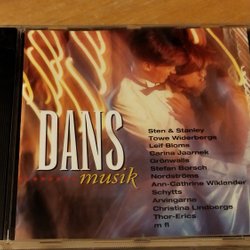 DANS
musik
Sten & Stanley
Towe Widerbergs
Leif Bloms
Carina Jaarnek
Grönwalls
Stefan Borsch
Nordströms
Ann-Cathrine Wiklander
Schytts
Arvingarna
Christina Lindbergs
Thor-Erics
m fl